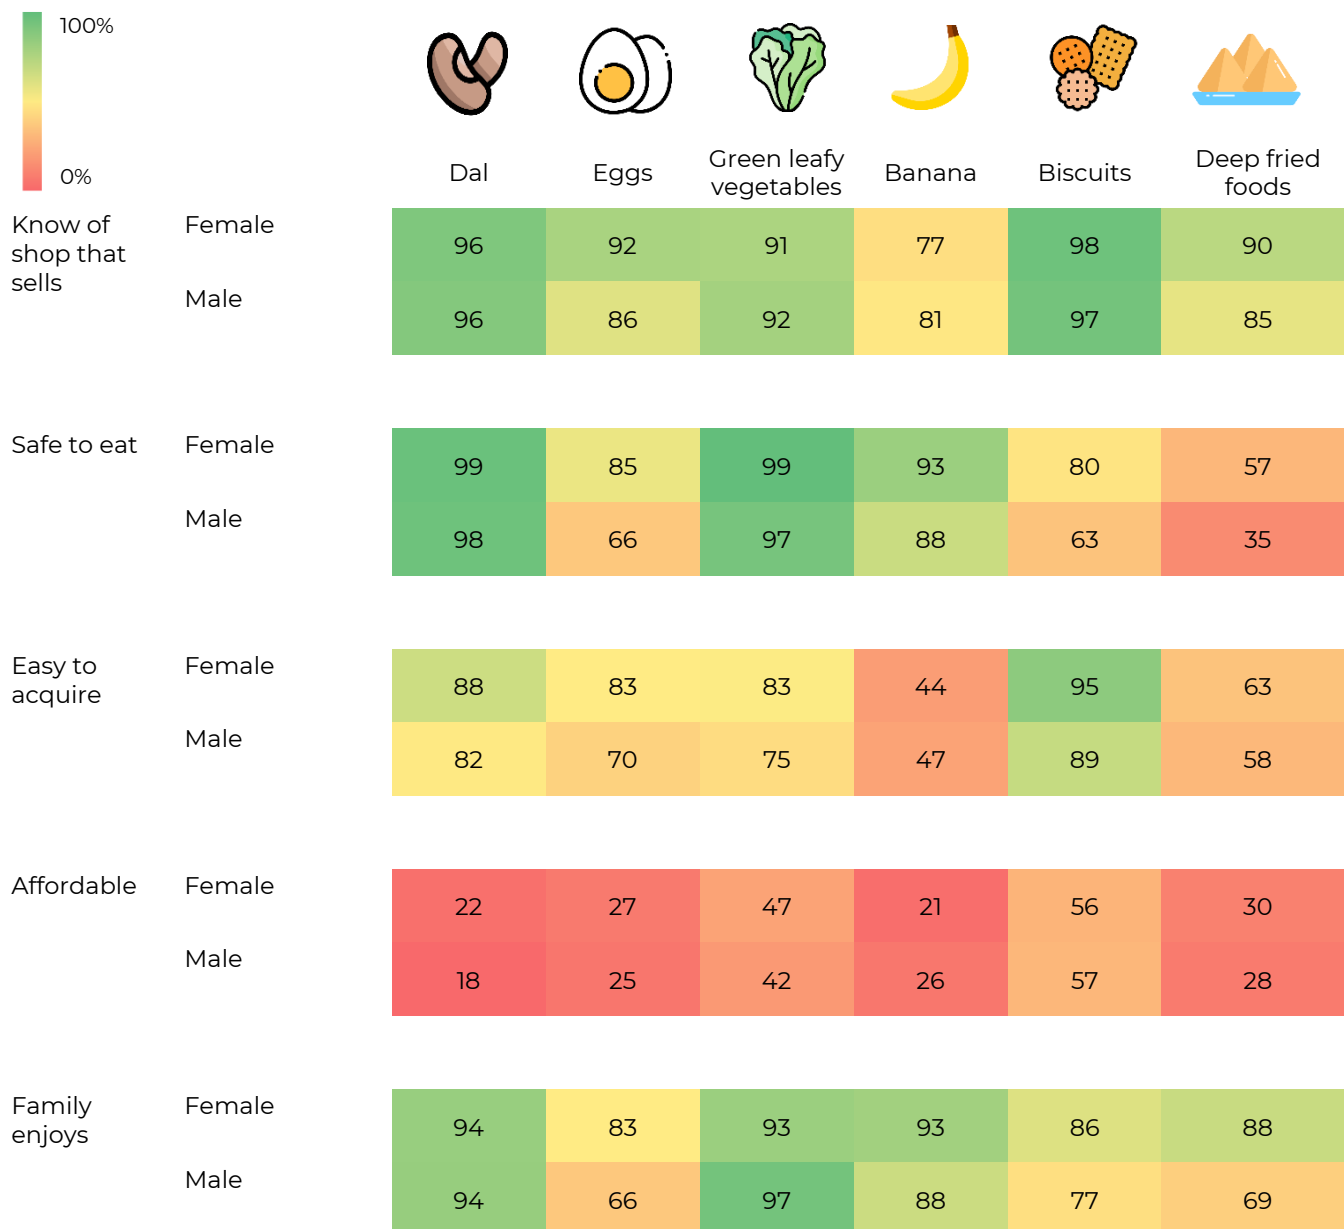 100%
0%
Dal
Eggs
Green leafy
vegetables
Banana
Biscuits
Deep fried
foods
Know of
shop that
sells
Female
96 92 91 77 98 90
Male
96 86 92 81 97 85
Safe to eat
Female
99 85 99 93 80 57
Male
98 66 97 88 63 35
Easy to
acquire
Female
88 83 83 44 95 63
Male
82 70 75 47 89 58
Affordable
Female
22 27 47 21 56 30
Male
18 25 42 26 57 28
Family
enjoys
Female
94 83 93 93 86 88
Male
94 66 97 88 77 69